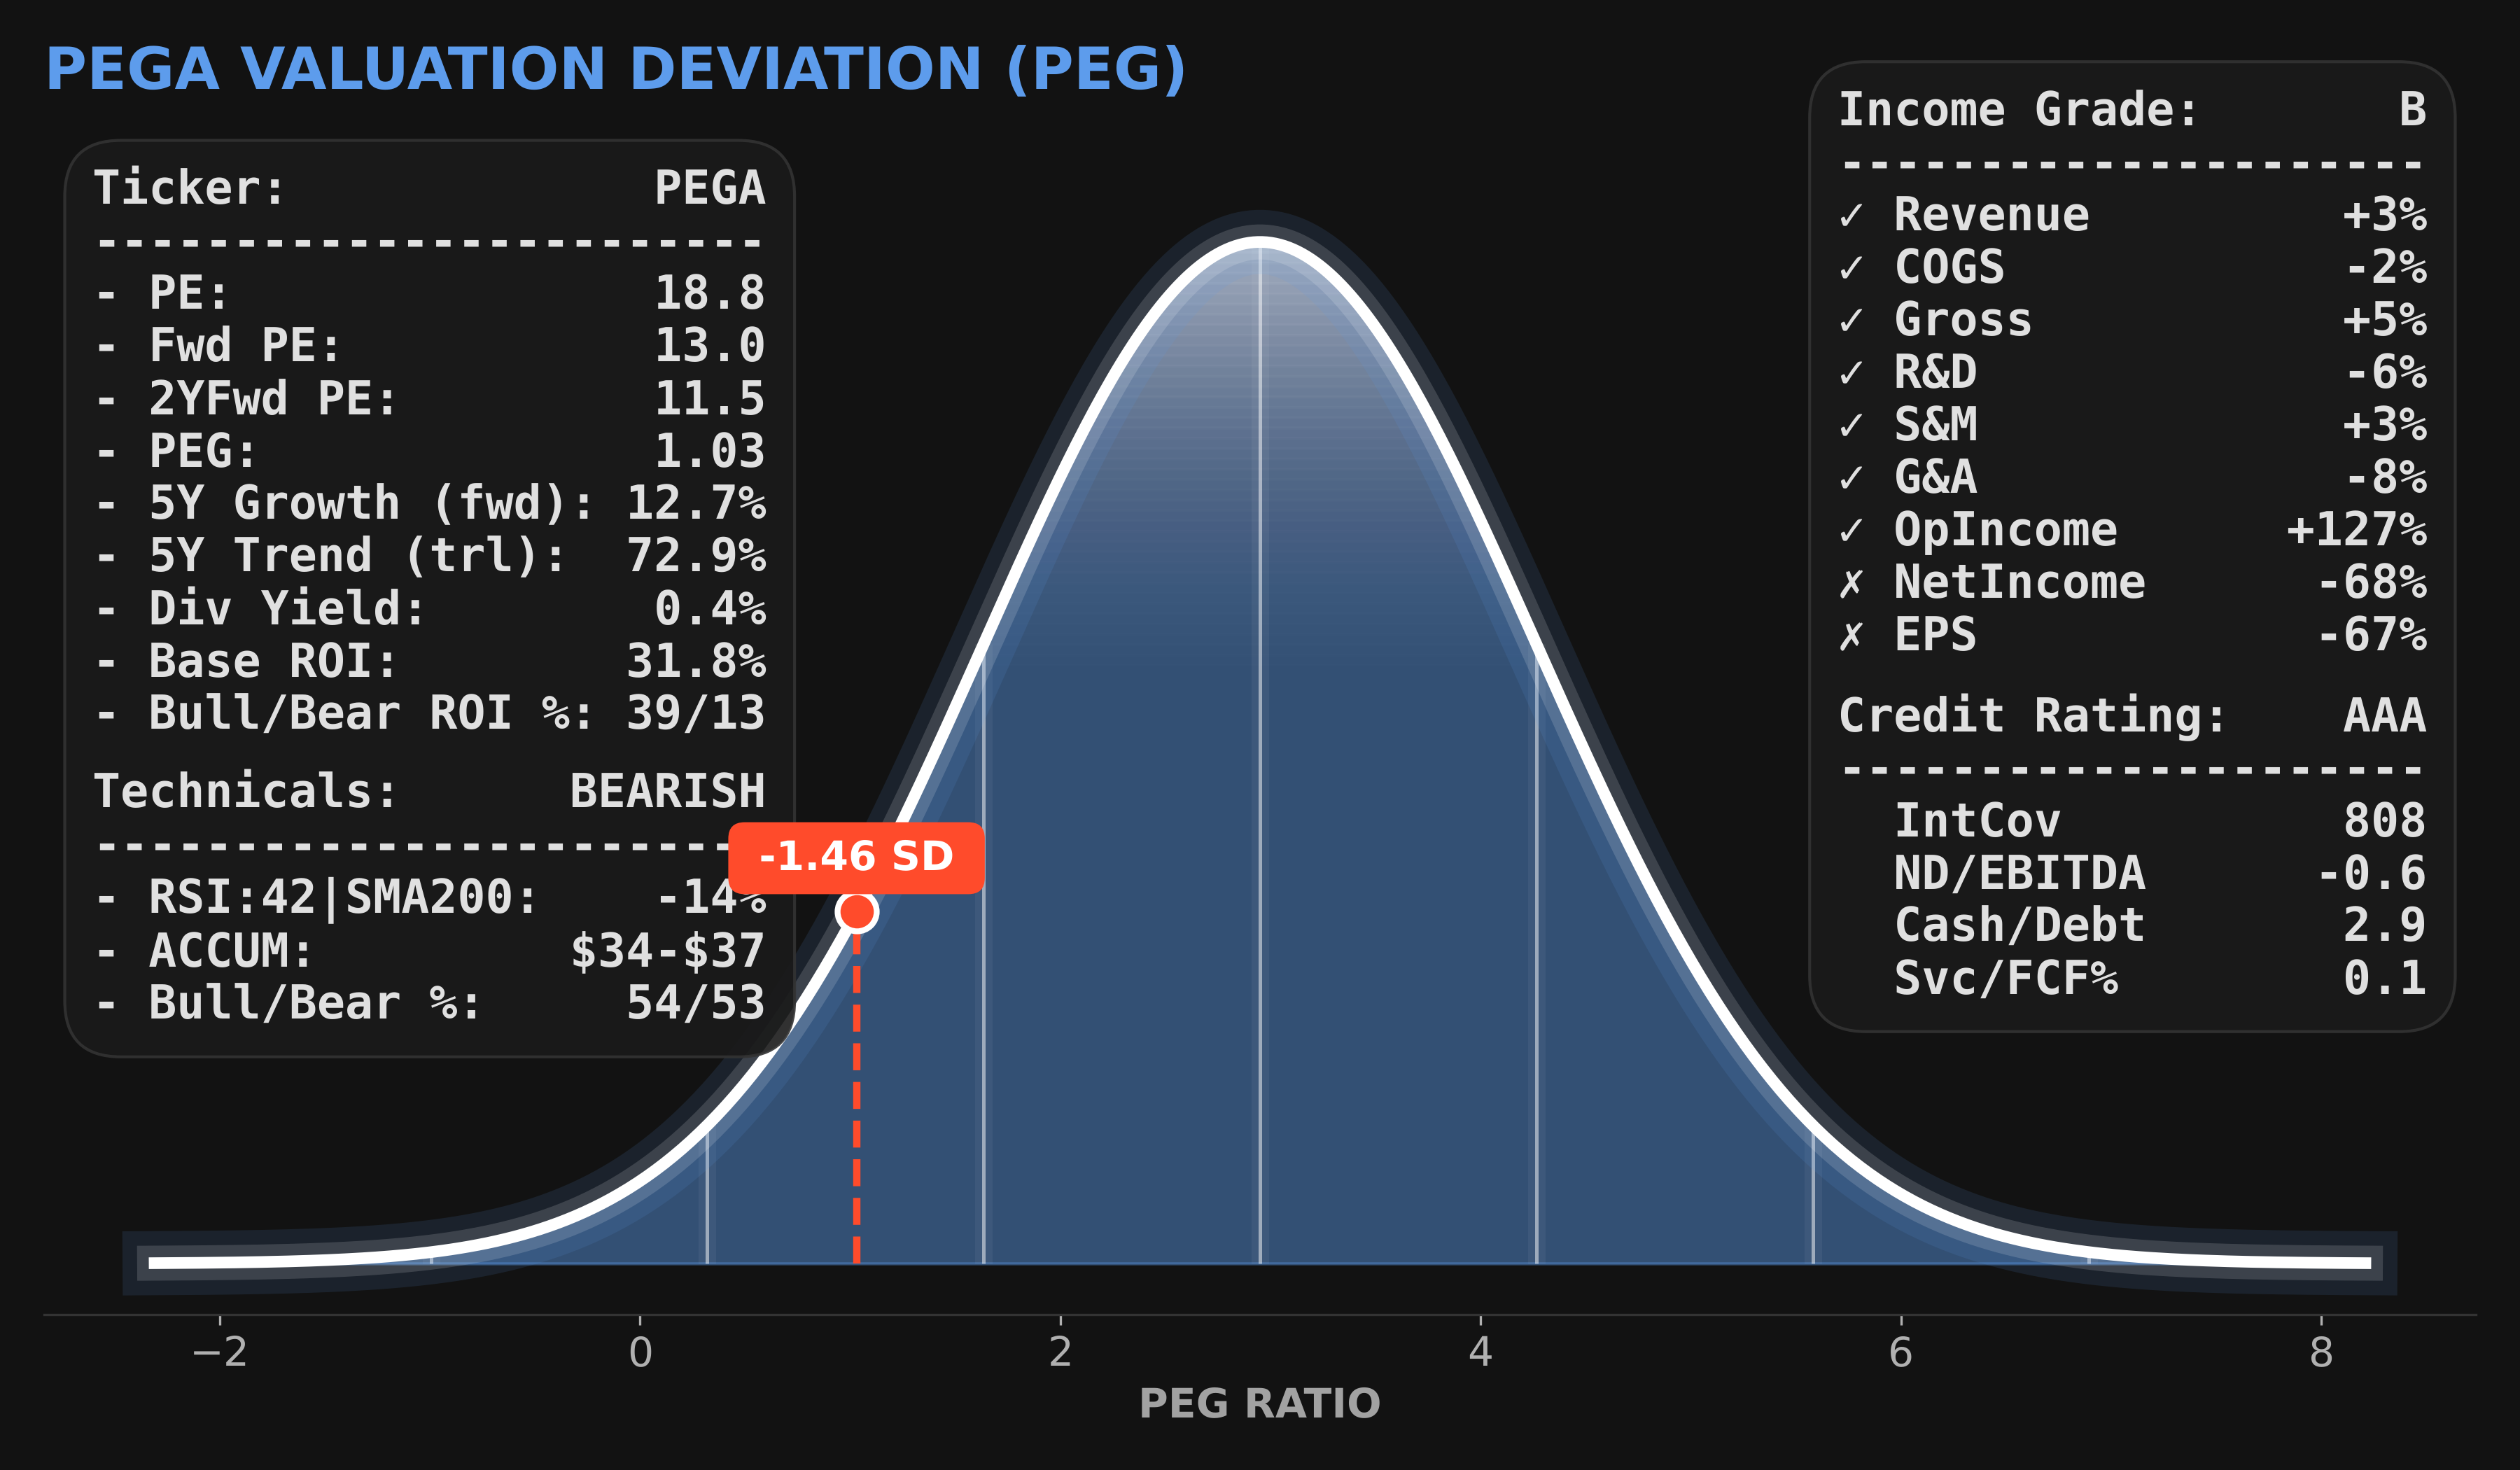 PEGA VALUATION DEVIATION (PEG)
Ticker: PEGA
------------------------
- PE: 18.8
- Fwd PE: 13.0
- 2YFwd PE: 11.5
- PEG: 1.03
- 5Y Growth (fwd): 12.7%
- 5Y Trend (trl): 72.9%
- Div Yield: 0.4%
- Base ROI: 31.8%
- Bull/Bear ROI %: 39/13
Technicals: BEARISH
------------------------
- RSI:42|SMA200: -14%
- ACCUM: $34-$37
- Bull/Bear %: 54/53
-1.46 SD
Income Grade: B
---------------------
✓ Revenue +3%
✓ COGS -2%
✓ Gross +5%
✓ R&D -6%
✓ S&M +3%
✓ G&A -8%
✓ OpIncome +127%
✗ NetIncome -68%
✗ EPS -67%
Credit Rating: AAA
---------------------
IntCov 808
ND/EBITDA -0.6
Cash/Debt 2.9
Svc/FCF% 0.1
−2 0 2 4 6 8
PEG RATIO